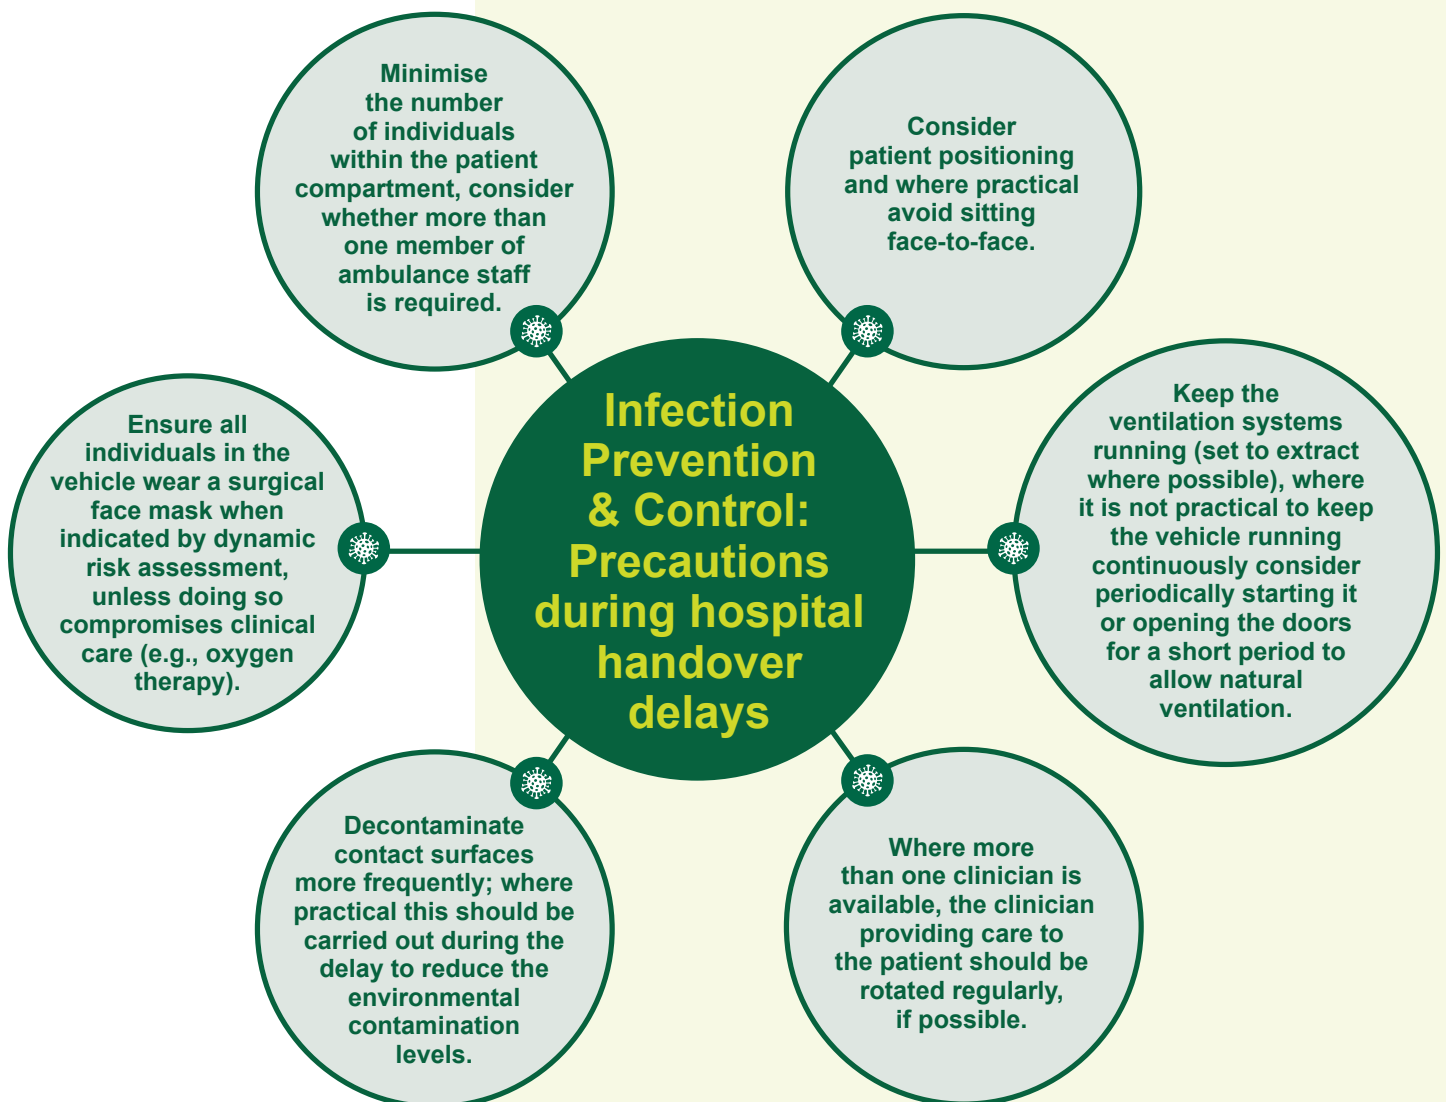 Minimise
the number
of individuals
within the patient
compartment, consider
whether more than
one member of
ambulance staff
is required.
Consider
patient positioning
and where practical
avoid sitting
face-to-face.
Ensure all
individuals in the
vehicle wear a surgical
face mask when
indicated by dynamic
risk assessment,
unless doing so
compromises clinical
care (e.g., oxygen
therapy).
Infection
Prevention
& Control:
Precautions
during hospital
handover
delays
Keep the
ventilation systems
running (set to extract
where possible), where
it is not practical to keep
the vehicle running
continuously consider
periodically starting it
or opening the doors
for a short period to
allow natural
ventilation.
Decontaminate
contact surfaces
more frequently; where
practical this should be
carried out during the
delay to reduce the
environmental
contamination
levels.
Where more
than one clinician is
available, the clinician
providing care to
the patient should be
rotated regularly,
if possible.